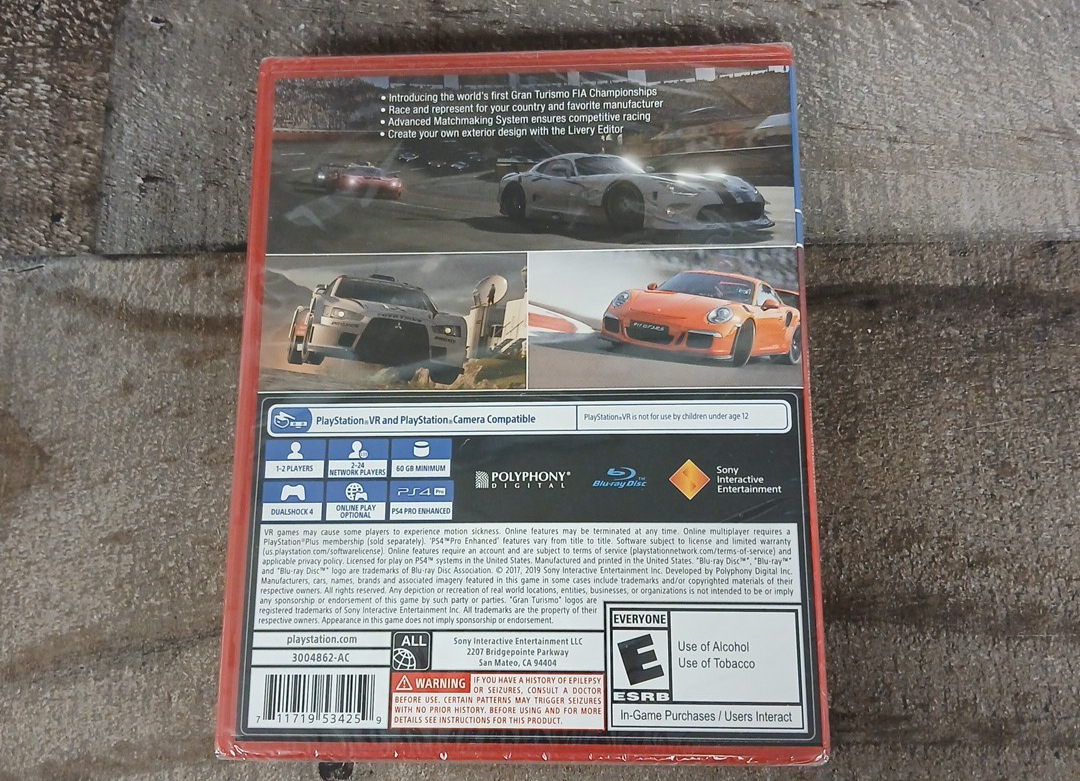 • Introducing the world's first Gran Turismo FIA Championships
• Race and represent for your country and favorite manufacturer
• Advanced Matchmaking System ensures competitive racing
• Create your own exterior design with the Livery Editor
PlayStation®VR and PlayStation®Camera Compatible
PlayStation®VR is not for use by children under age 12
1-2 PLAYERS
2-24 NETWORK PLAYERS
60 GB MINIMUM
DUALSHOCK 4
ONLINE PLAY OPTIONAL
PS4 Pro
PS4 PRO ENHANCED
POLYPHONY®
DIGITAL
Blu-ray Disc™
Sony
Interactive
Entertainment
VR games may cause some players to experience motion sickness. Online features may be terminated at any time. Online multiplayer requires a
PlayStation®Plus membership (sold separately). 'PS4™Pro Enhanced' features vary from title to title. Software subject to license and limited warranty
(us.playstation.com/softwarelicense). Online features require an account and are subject to terms of service (playstationnetwork.com/terms-of-service) and
applicable privacy policy. Licensed for play on PS4™ systems in the United States. Manufactured and printed in the United States. "Blu-ray Disc™", "Blu-ray™"
and "Blu-ray Disc™" logo are trademarks of Blu-ray Disc Association. © 2017, 2019 Sony Interactive Entertainment Inc. Developed by Polyphony Digital Inc.
Manufacturers, cars, names, brands and associated imagery featured in this game in some cases include trademarks and/or copyrighted materials of their
respective owners. All rights reserved. Any depiction or recreation of real world locations, entities, businesses, or organizations is not intended to be or imply
any sponsorship or endorsement of this game by such party or parties. "Gran Turismo" logos are
registered trademarks of Sony Interactive Entertainment Inc. All trademarks are the property of their
respective owners. Appearance in this game does not imply sponsorship or endorsement.
playstation.com
3004862-AC
ALL
Sony Interactive Entertainment LLC
2207 Bridgepointe Parkway
San Mateo, CA 94404
WARNING IF YOU HAVE A HISTORY OF EPILEPSY
OR SEIZURES, CONSULT A DOCTOR
BEFORE USE. CERTAIN PATTERNS MAY TRIGGER SEIZURES
WITH NO PRIOR HISTORY. BEFORE USING AND FOR MORE
DETAILS SEE INSTRUCTIONS FOR THIS PRODUCT.
7 11719 53425 9
EVERYONE
E
ESRB
Use of Alcohol
Use of Tobacco
In-Game Purchases / Users Interact